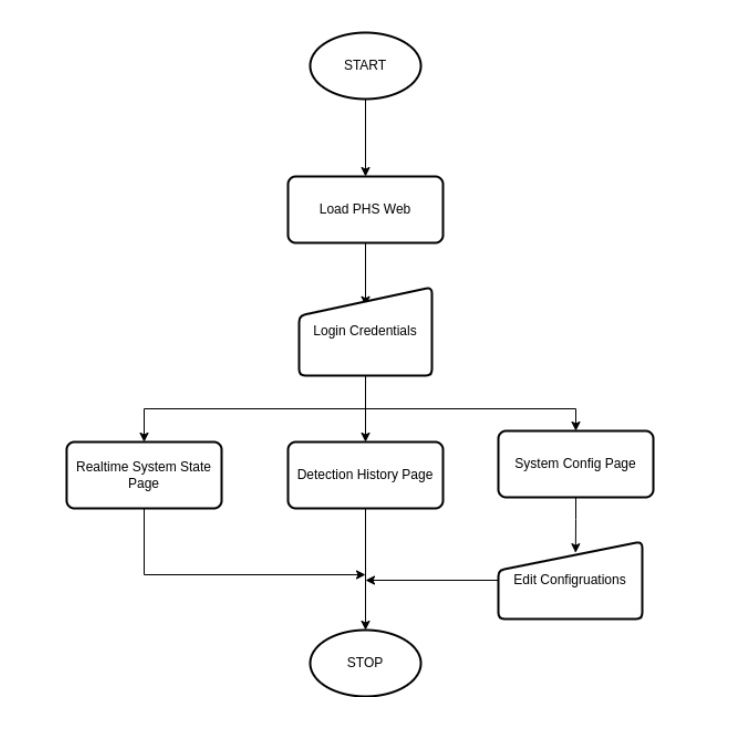 START
Load PHS Web
Login Credentials
Realtime System State
Page
Detection History Page
System Config Page
Edit Configruations
STOP